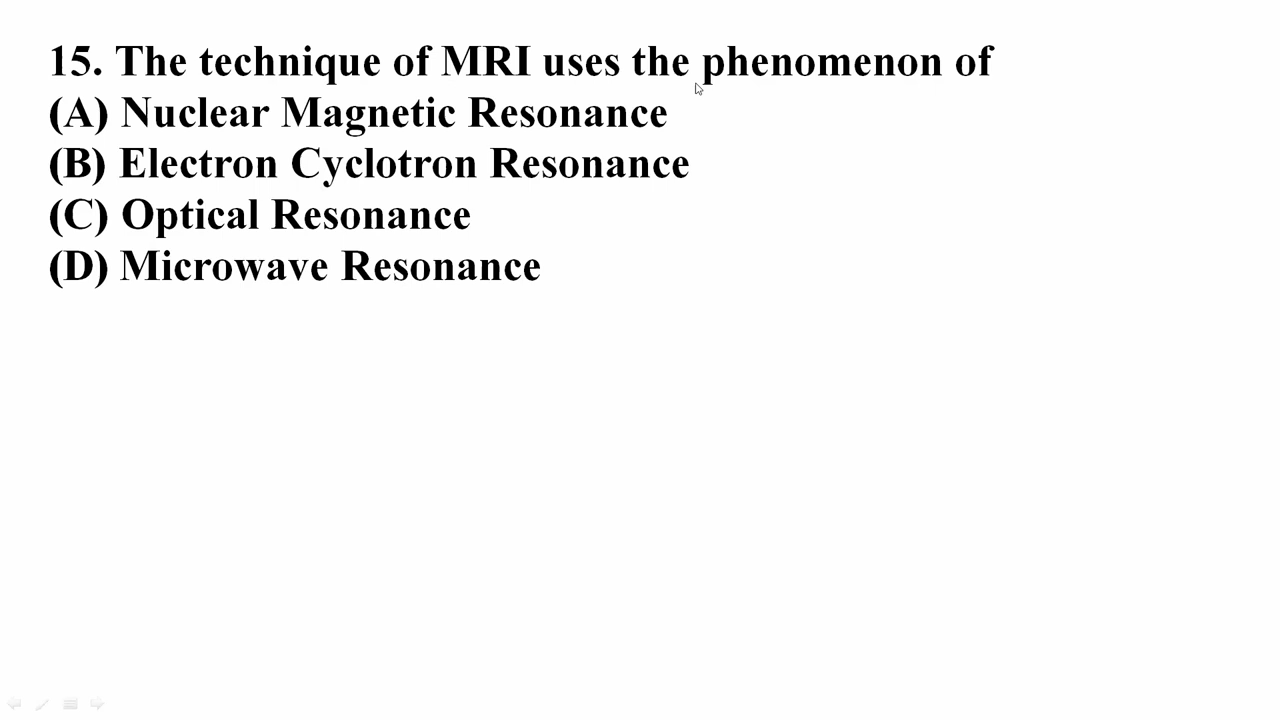 15. The technique of MRI uses the phenomenon of
(A) Nuclear Magnetic Resonance
(B) Electron Cyclotron Resonance
(C) Optical Resonance
(D) Microwave Resonance